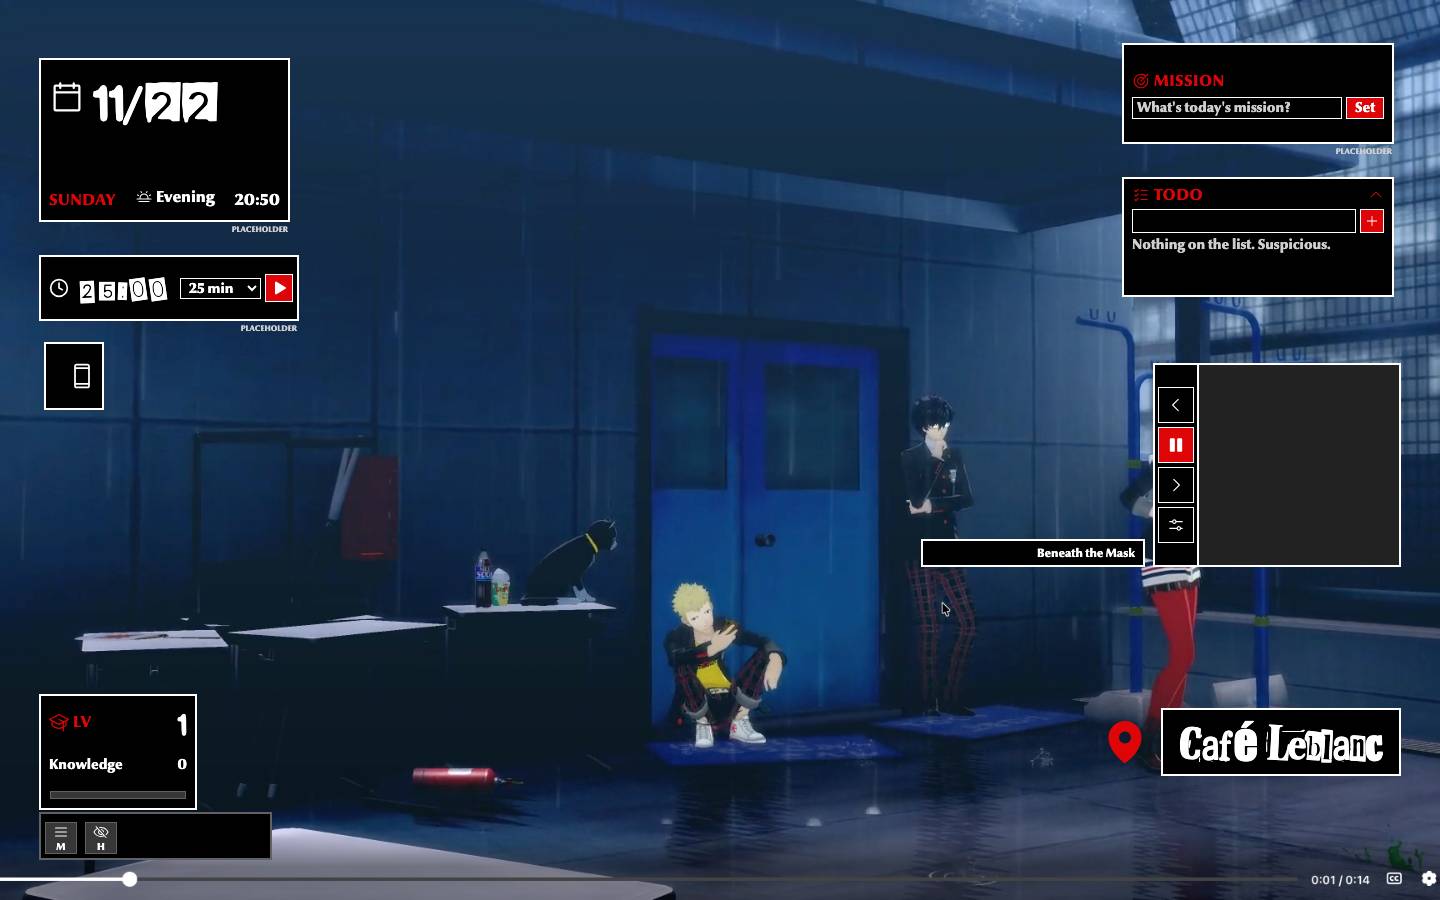 11/22
SUNDAY Evening 20:50
PLACEHOLDER
25:00 25 min
PLACEHOLDER
MISSION
What's today's mission? Set
PLACEHOLDER
TODO
Nothing on the list. Suspicious.
Beneath the Mask
LV 1
Knowledge 0
M H
Café Leblanc
0:01 / 0:14 CC